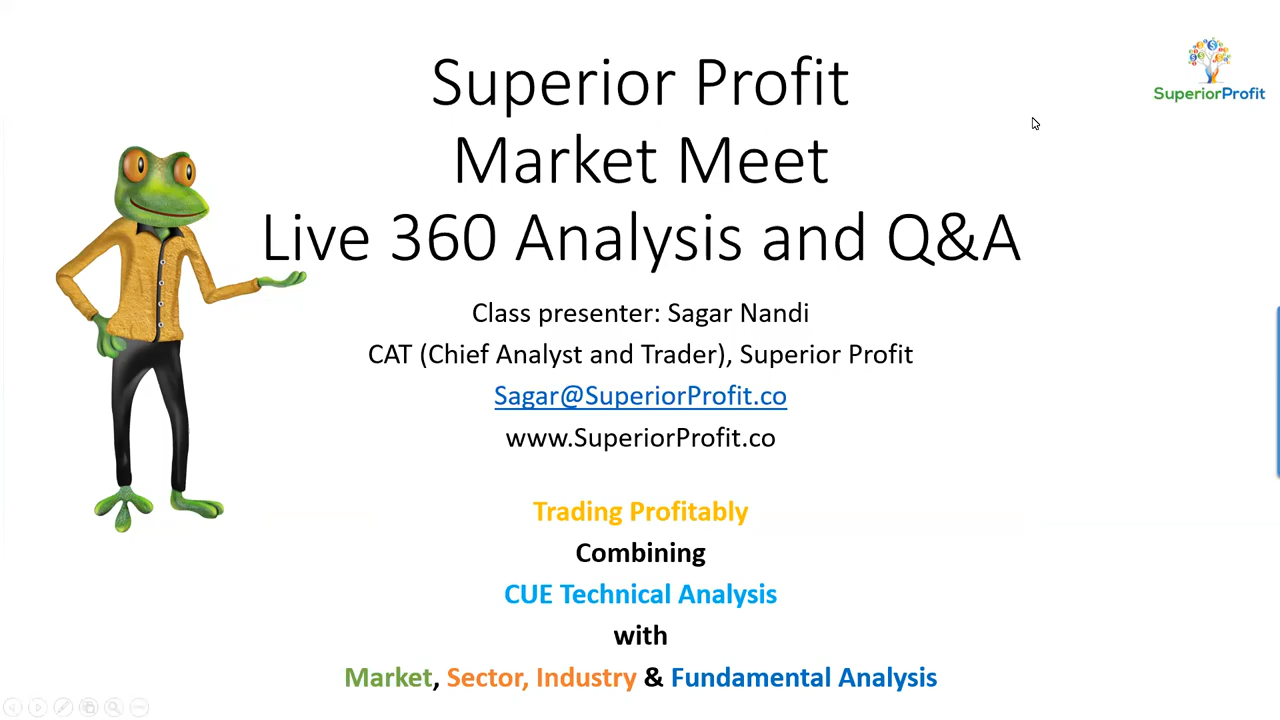 Superior Profit
Market Meet
Live 360 Analysis and Q&A
SuperiorProfit
Class presenter: Sagar Nandi
CAT (Chief Analyst and Trader), Superior Profit
Sagar@SuperiorProfit.co
www.SuperiorProfit.co
Trading Profitably
Combining
CUE Technical Analysis
with
Market, Sector, Industry & Fundamental Analysis